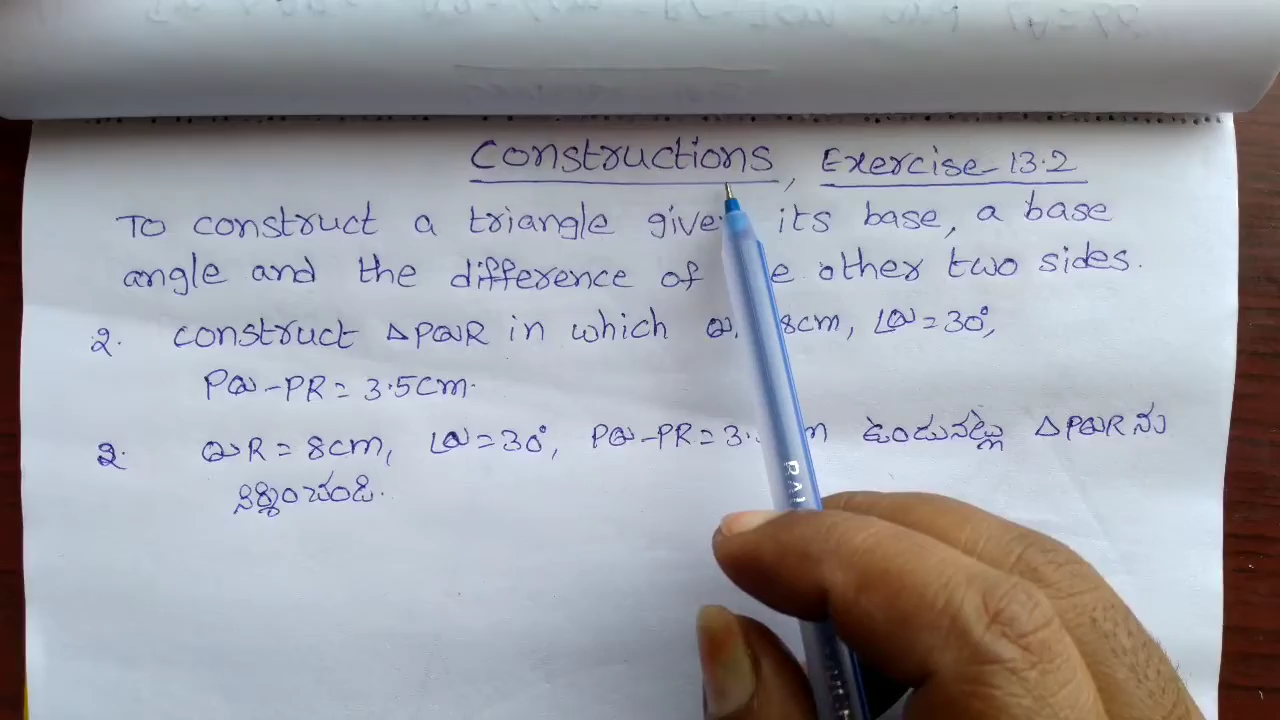 Constructions, Exercise-13.2
To construct a triangle given its base, a base
angle and the difference of other two sides.
2. construct ΔPQR in which Q 8cm, ∟Q=30°,
PQ-PR = 3.5cm.
2. QR = 8cm, ∟Q=30°, PQ-PR=3. m ఉండునట్లు ΔPQR ను
నిర్మించండి.
RAI